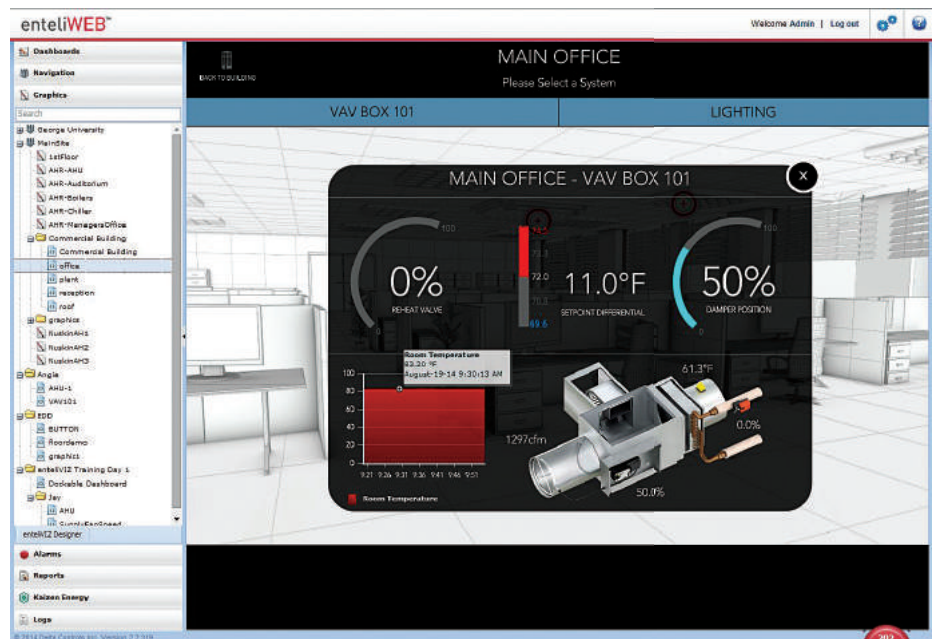 enteliWEB™
Welcome Admin | Log out
Dashboards
Navigation
Graphics
Search
George University
MainSite
1stFloor
AHR-AHU
AHR-Auditorium
AHR-Boilers
AHR-Chiller
AHR-ManagersOffice
Commercial Building
Commercial Building
office
plant
reception
roof
graphics
NuskinAH1
NuskinAH2
NuskinAH3
Angie
AHU-1
VAV101
EDD
BUTTON
floordemo
graphic1
enteliVIZ Training Day 1
Dockable Dashboard
Jay
AHU
SupplyFanSpeed
enteliVIZ Designer
Alarms
Reports
Kaizen Energy
Logs
BACK TO BUILDING
MAIN OFFICE
Please Select a System
VAV BOX 101
LIGHTING
MAIN OFFICE - VAV BOX 101
X
100
0%
REHEAT VALVE
0
72.0
69.6
11.0°F
SETPOINT DIFFERENTIAL
100
50%
DAMPER POSITION
0
Room Temperature
83.20 °F
August-19-14 9:30:13 AM
100
80
60
40
20
0
9:21 9:26 9:31 9:36 9:41 9:46 9:51
Room Temperature
1297cfm
61.3°F
0.0%
50.0%